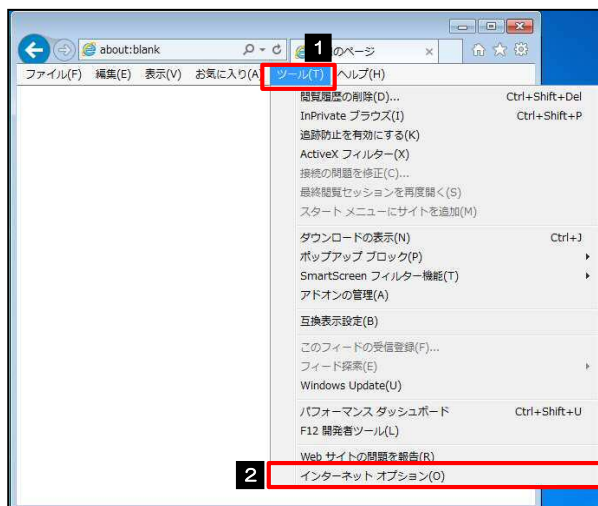 1
about:blank
のページ
ファイル(F) 編集(E) 表示(V) お気に入り(A ツール(T) ヘルプ(H)
閲覧履歴の削除(D)... Ctrl+Shift+Del
InPrivate ブラウズ(I) Ctrl+Shift+P
追跡防止を有効にする(K)
ActiveX フィルター(X)
接続の問題を修正(C)...
最終閲覧セッションを再度開く(S)
スタート メニューにサイトを追加(M)
ダウンロードの表示(N) Ctrl+J
ポップアップ ブロック(P)
SmartScreen フィルター機能(T)
アドオンの管理(A)
互換表示設定(B)
このフィードの受信登録(F)...
フィード探索(E)
Windows Update(U)
パフォーマンス ダッシュボード Ctrl+Shift+U
F12 開発者ツール(L)
Web サイトの問題を報告(R)
2 インターネット オプション(O)